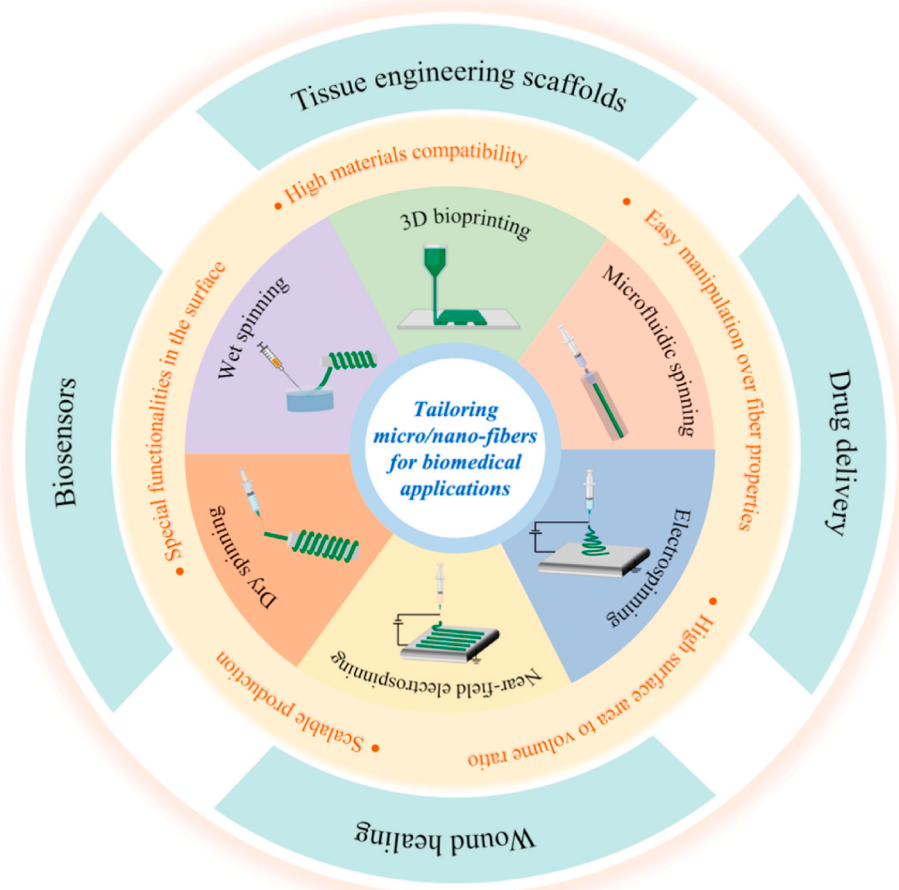 Tissue engineering scaffolds
• High materials compatibility
• Easy manipulation over fiber properties
3D bioprinting
Microfluidic spinning
Wet spinning
• Special functionalities in the surface
Biosensors
Drug delivery
Tailoring
micro/nano-fibers
for biomedical
applications
Electrospinning
Dry spinning
Near-field electrospinning
• High surface area to volume ratio
• Scalable production
Wound healing